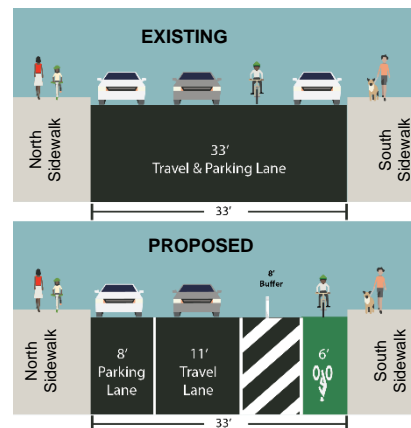 EXISTING
North
Sidewalk
33'
Travel & Parking Lane
South
Sidewalk
33'
PROPOSED
8'
Buffer
North
Sidewalk
8'
Parking
Lane
11'
Travel
Lane
6'
South
Sidewalk
33'